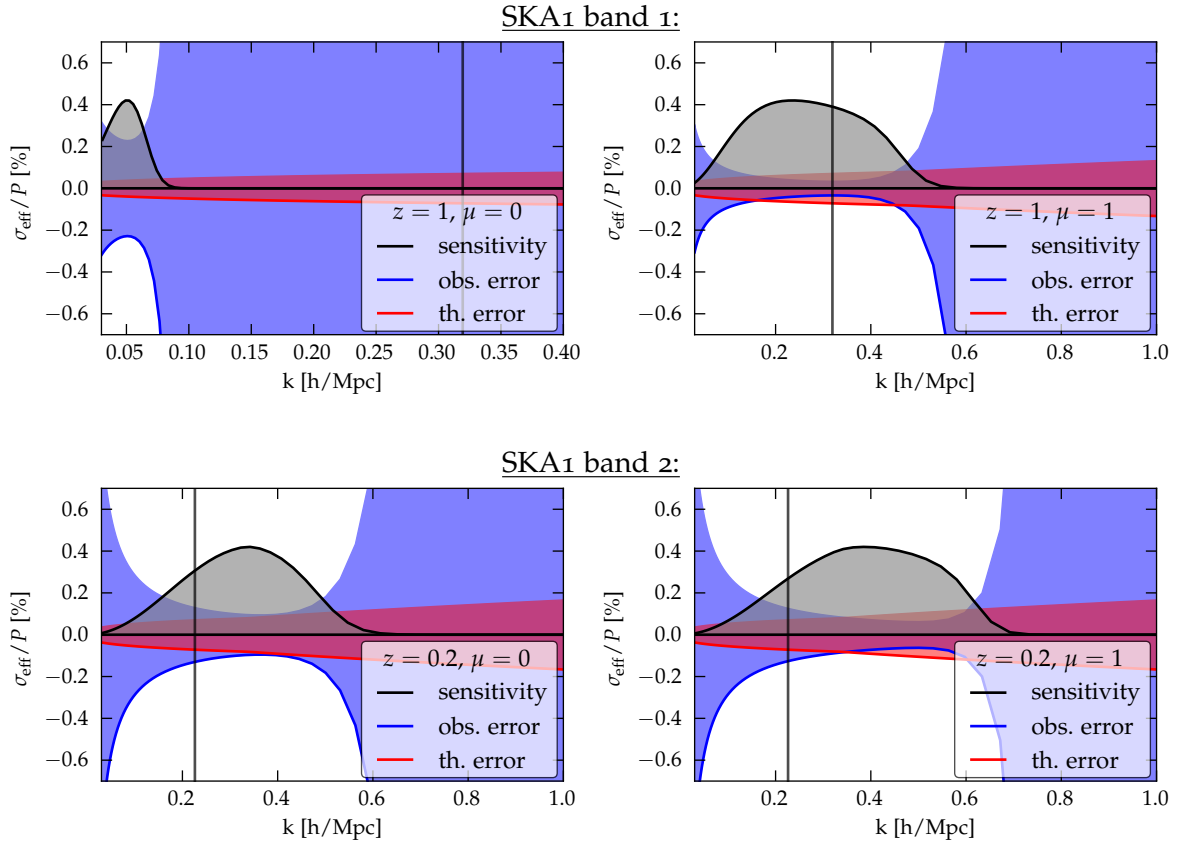 SKA1 band 1:
0.6
0.4
0.2
0.0
−0.2
−0.4
−0.6
σeff/P [%]
z = 1, μ = 0
sensitivity
obs. error
th. error
0.05 0.10 0.15 0.20 0.25 0.30 0.35 0.40
k [h/Mpc]
0.6
0.4
0.2
0.0
−0.2
−0.4
−0.6
σeff/P [%]
z = 1, μ = 1
sensitivity
obs. error
th. error
0.2 0.4 0.6 0.8 1.0
k [h/Mpc]
SKA1 band 2:
0.6
0.4
0.2
0.0
−0.2
−0.4
−0.6
σeff/P [%]
z = 0.2, μ = 0
sensitivity
obs. error
th. error
0.2 0.4 0.6 0.8 1.0
k [h/Mpc]
0.6
0.4
0.2
0.0
−0.2
−0.4
−0.6
σeff/P [%]
z = 0.2, μ = 1
sensitivity
obs. error
th. error
0.2 0.4 0.6 0.8 1.0
k [h/Mpc]